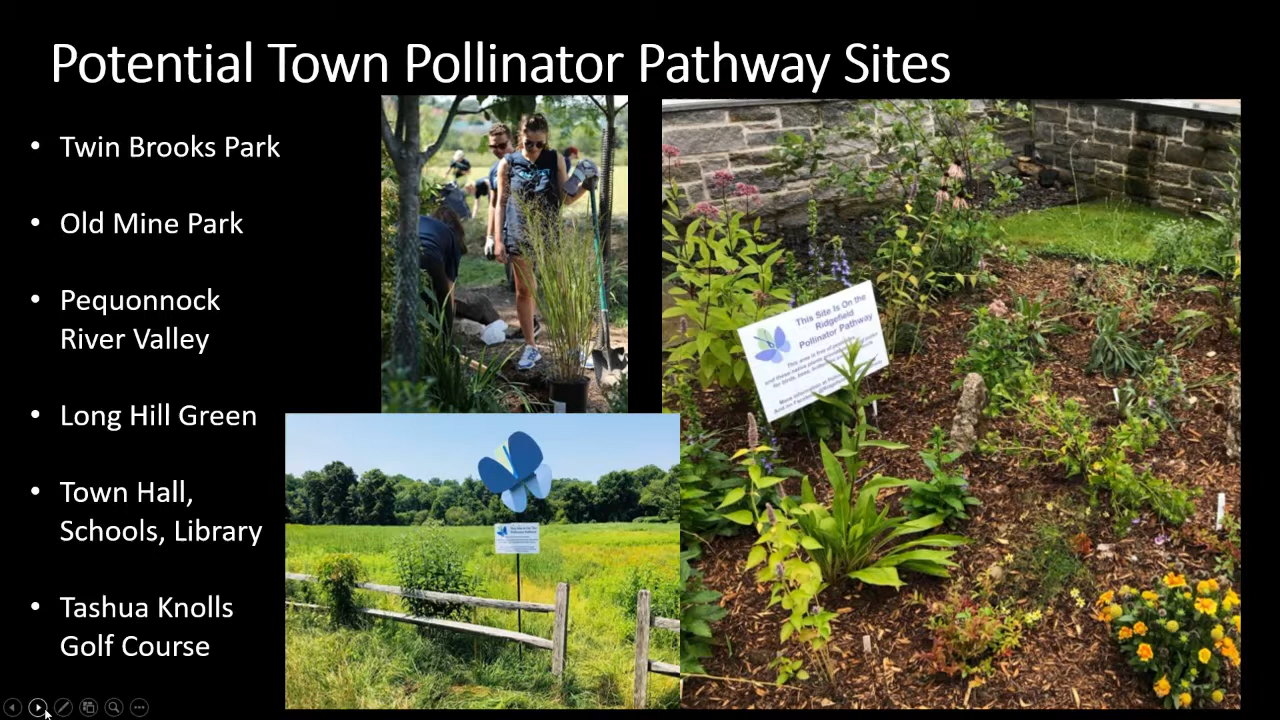 Potential Town Pollinator Pathway Sites
• Twin Brooks Park
• Old Mine Park
• Pequonnock
River Valley
• Long Hill Green
• Town Hall,
Schools, Library
• Tashua Knolls
Golf Course
This Site Is On the
Ridgefield
Pollinator Pathway